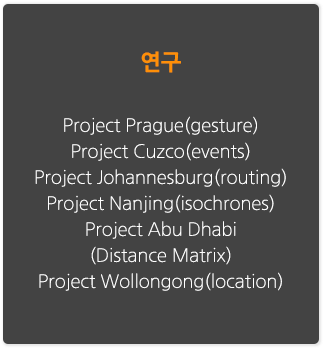 연구
Project Prague(gesture)
Project Cuzco(events)
Project Johannesburg(routing)
Project Nanjing(isochrones)
Project Abu Dhabi
(Distance Matrix)
Project Wollongong(location)